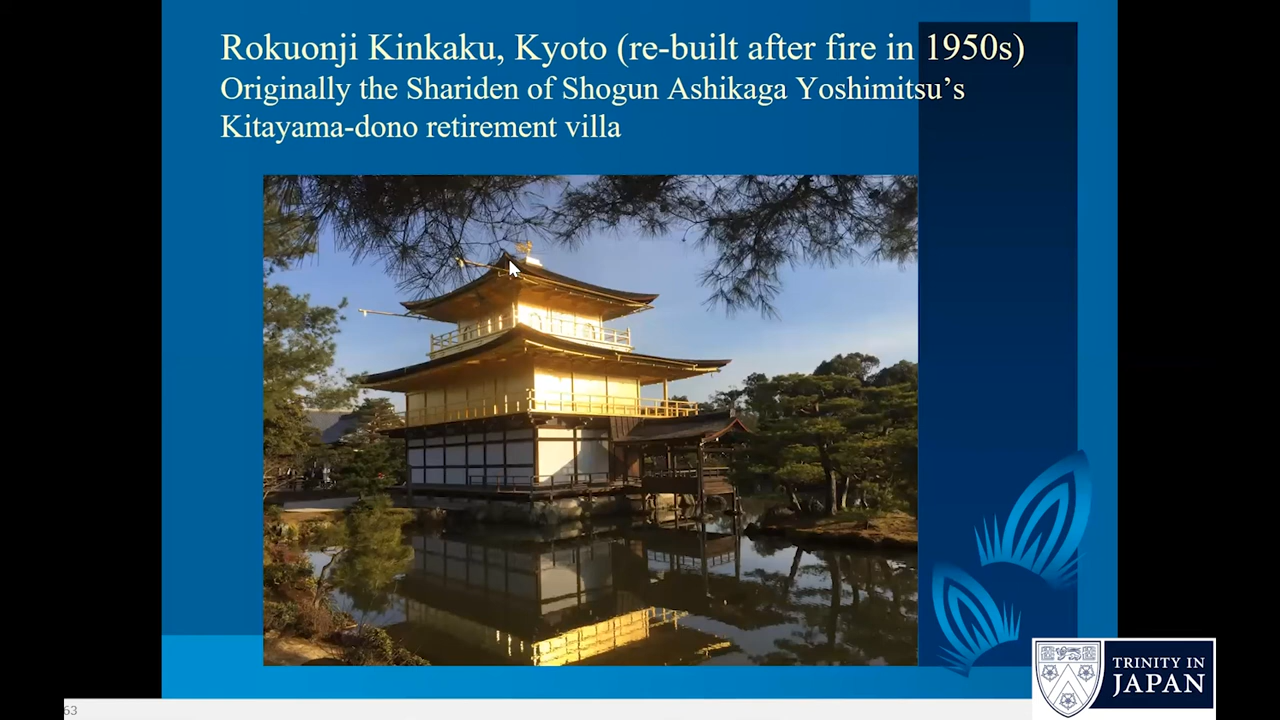 Rokuonji Kinkaku, Kyoto (re-built after fire in 1950s)
Originally the Shariden of Shogun Ashikaga Yoshimitsu’s
Kitayama-dono retirement villa
TRINITY IN
JAPAN
63